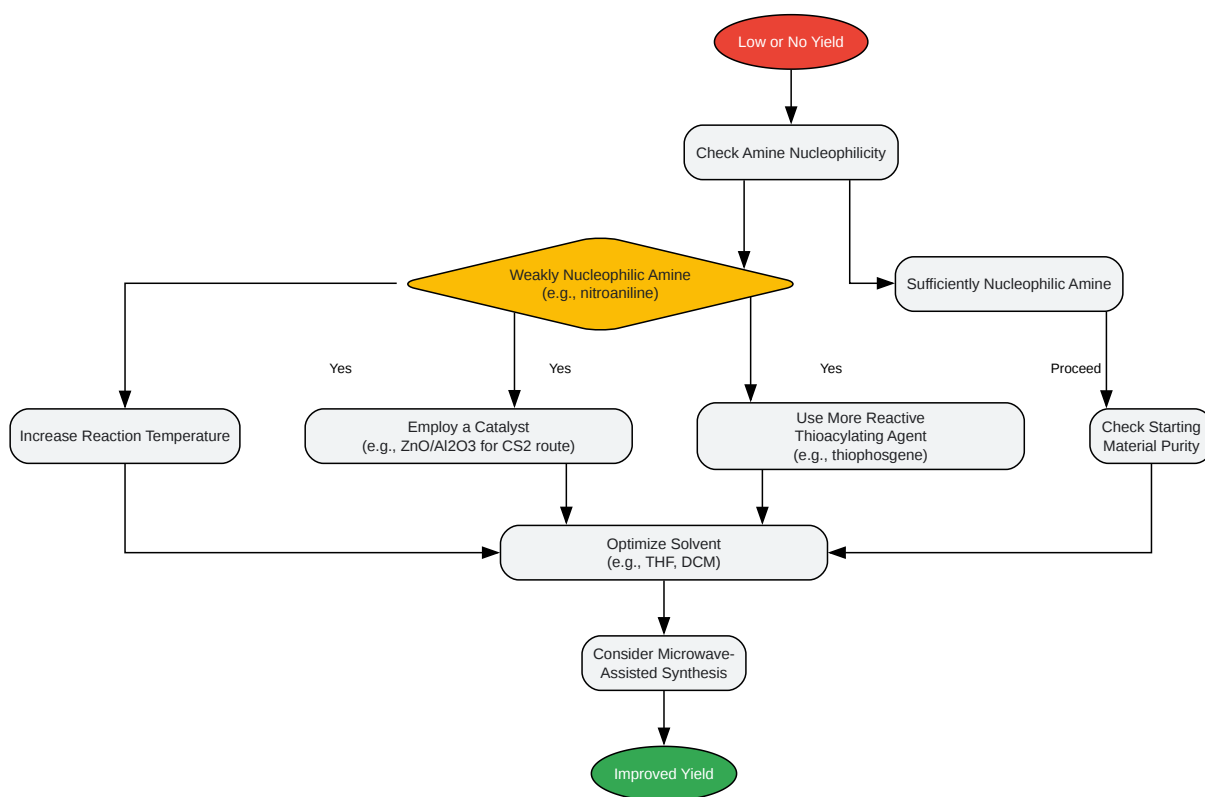 Low or No Yield
Check Amine Nucleophilicity
Weakly Nucleophilic Amine
(e.g., nitroaniline)
Sufficiently Nucleophilic Amine
Yes
Yes
Yes
Proceed
Increase Reaction Temperature
Employ a Catalyst
(e.g., ZnO/Al2O3 for CS2 route)
Use More Reactive
Thioacylating Agent
(e.g., thiophosgene)
Check Starting
Material Purity
Optimize Solvent
(e.g., THF, DCM)
Consider Microwave-
Assisted Synthesis
Improved Yield